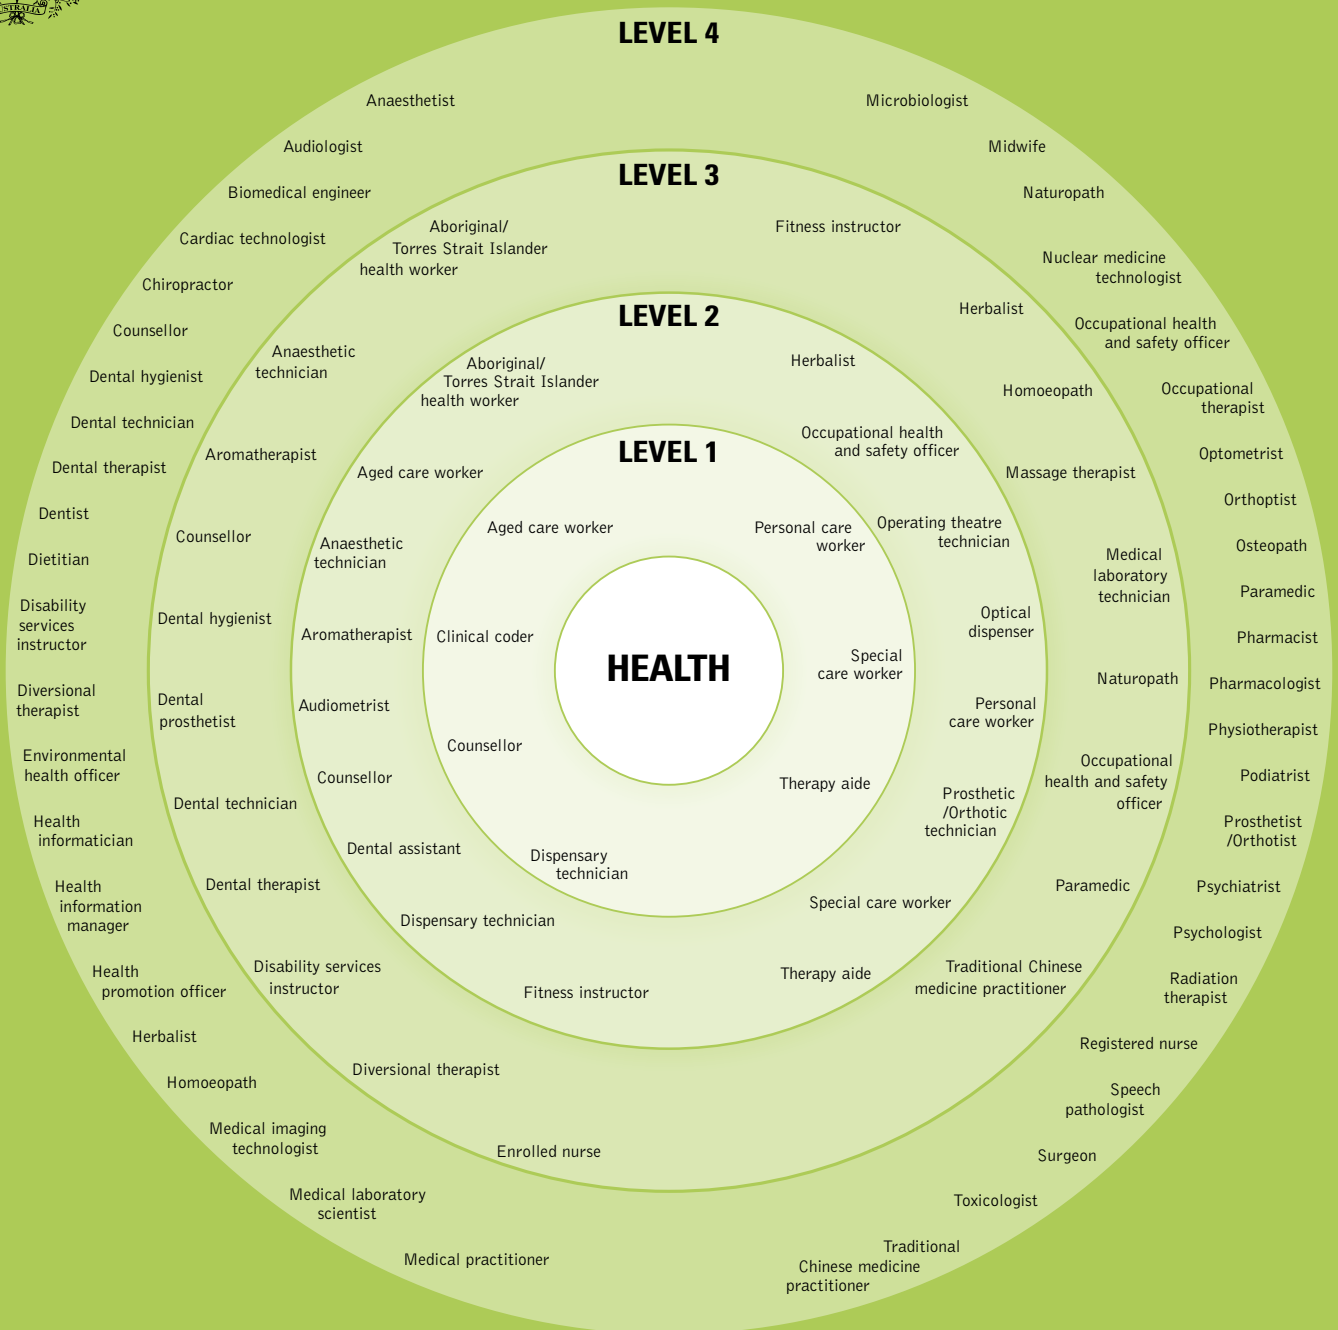 STRALIA
LEVEL 4
Anaesthetist
Audiologist
Biomedical engineer
Cardiac technologist
Chiropractor
Counsellor
Dental hygienist
Dental technician
Dental therapist
Dentist
Dietitian
Disability
services
instructor
Diversional
therapist
Environmental
health officer
Health
informatician
Health
information
manager
Health
promotion officer
Herbalist
Homoeopath
Medical imaging
technologist
Medical laboratory
scientist
Medical practitioner
Microbiologist
Midwife
Naturopath
Nuclear medicine
technologist
Occupational health
and safety officer
Occupational
therapist
Optometrist
Orthoptist
Osteopath
Paramedic
Pharmacist
Pharmacologist
Physiotherapist
Podiatrist
Prosthetist
/Orthotist
Psychiatrist
Psychologist
Radiation
therapist
Registered nurse
Speech
pathologist
Surgeon
Toxicologist
Traditional
Chinese medicine
practitioner
LEVEL 3
Aboriginal/
Torres Strait Islander
health worker
Anaesthetic
technician
Aromatherapist
Counsellor
Dental hygienist
Dental
prosthetist
Dental technician
Dental therapist
Disability services
instructor
Diversional therapist
Enrolled nurse
Fitness instructor
Herbalist
Homoeopath
Massage therapist
Medical
laboratory
technician
Naturopath
Occupational
health and safety
officer
Paramedic
Traditional Chinese
medicine practitioner
LEVEL 2
Aboriginal/
Torres Strait Islander
health worker
Aged care worker
Anaesthetic
technician
Aromatherapist
Audiometrist
Counsellor
Dental assistant
Dispensary technician
Fitness instructor
Herbalist
Occupational health
and safety officer
Operating theatre
technician
Optical
dispenser
Personal
care worker
Prosthetic
/Orthotic
technician
Special care worker
Therapy aide
LEVEL 1
Aged care worker
Clinical coder
Counsellor
Dispensary
technician
Personal care
worker
Special
care worker
Therapy aide
HEALTH